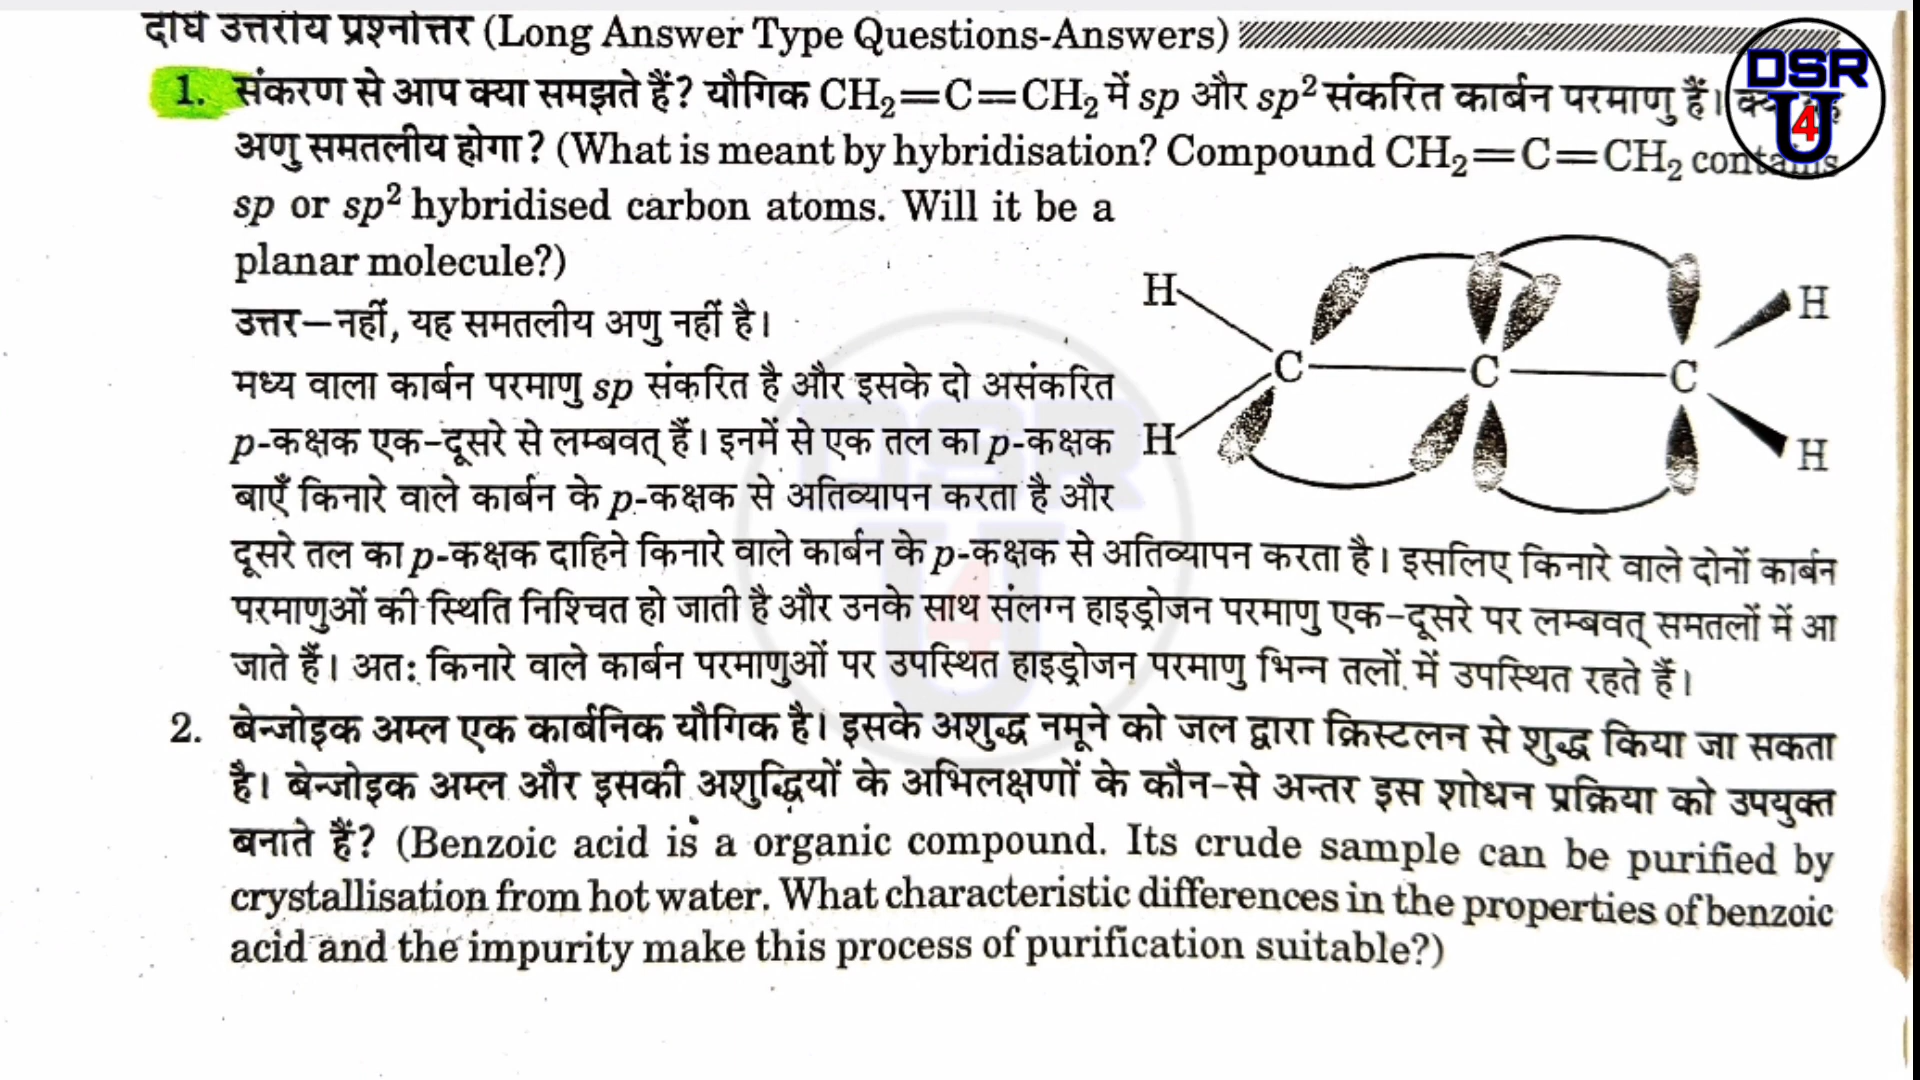 दीर्घ उत्तरीय प्रश्नोत्तर (Long Answer Type Questions-Answers)
DSR
U
4
1. संकरण से आप क्या समझते हैं? यौगिक CH₂=C=CH₂ में sp और sp² संकरित कार्बन परमाणु हैं।
अणु समतलीय होगा? (What is meant by hybridisation? Compound CH₂=C=CH₂ contains
sp or sp² hybridised carbon atoms. Will it be a
planar molecule?)
उत्तर–नहीं, यह समतलीय अणु नहीं है।
मध्य वाला कार्बन परमाणु sp संकरित है और इसके दो असंकरित
p-कक्षक एक-दूसरे से लम्बवत् हैं। इनमें से एक तल का p-कक्षक
बाएँ किनारे वाले कार्बन के p-कक्षक से अतिव्यापन करता है और
H
H
C
C
C
H
H
दूसरे तल का p-कक्षक दाहिने किनारे वाले कार्बन के p-कक्षक से अतिव्यापन करता है। इसलिए किनारे वाले दोनों कार्बन
परमाणुओं की स्थिति निश्चित हो जाती है और उनके साथ संलग्न हाइड्रोजन परमाणु एक-दूसरे पर लम्बवत् समतलों में आ
जाते हैं। अतः किनारे वाले कार्बन परमाणुओं पर उपस्थित हाइड्रोजन परमाणु भिन्न तलों में उपस्थित रहते हैं।
DSR
U
4
2. बेन्जोइक अम्ल एक कार्बनिक यौगिक है। इसके अशुद्ध नमूने को जल द्वारा क्रिस्टलन से शुद्ध किया जा सकता
है। बेन्जोइक अम्ल और इसकी अशुद्धियों के अभिलक्षणों के कौन-से अन्तर इस शोधन प्रक्रिया को उपयुक्त
बनाते हैं? (Benzoic acid is a organic compound. Its crude sample can be purified by
crystallisation from hot water. What characteristic differences in the properties of benzoic
acid and the impurity make this process of purification suitable?)